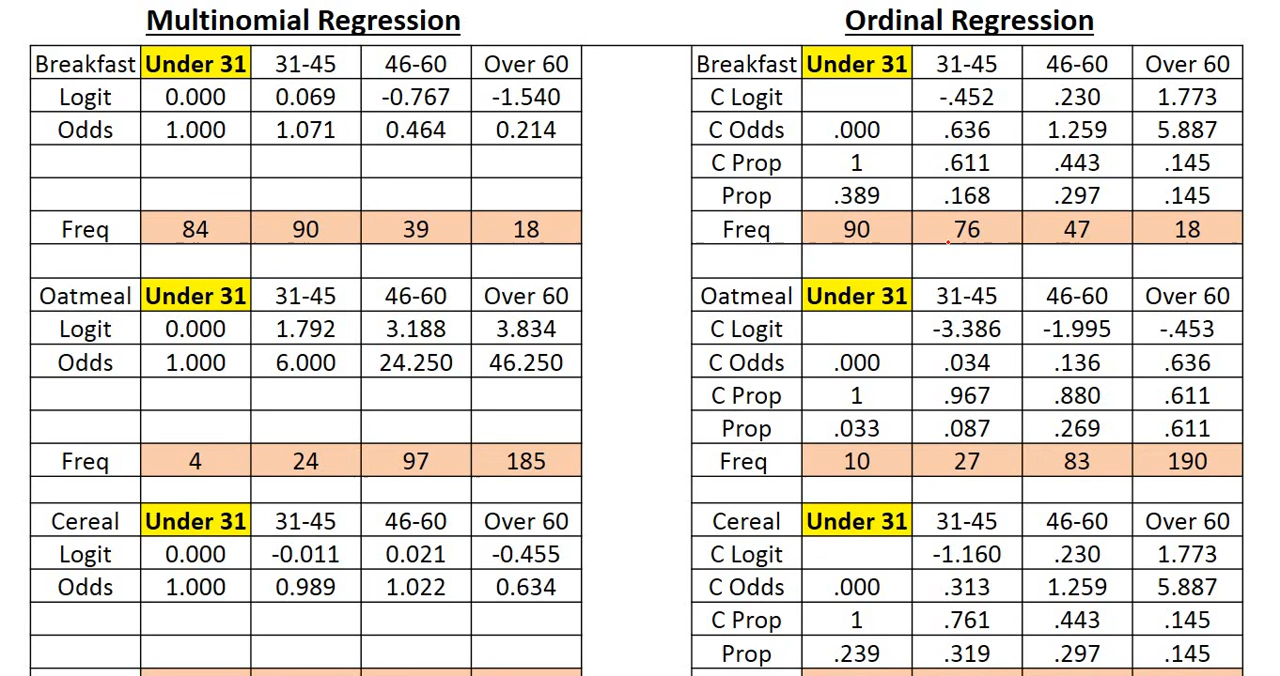 Multinomial Regression Ordinal Regression
Breakfast Under 31 31-45 46-60 Over 60 Breakfast Under 31 31-45 46-60 Over 60
Logit 0.000 0.069 -0.767 -1.540 C Logit -.452 .230 1.773
Odds 1.000 1.071 0.464 0.214 C Odds .000 .636 1.259 5.887
C Prop 1 .611 .443 .145
Prop .389 .168 .297 .145
Freq 84 90 39 18 Freq 90 76 47 18
Oatmeal Under 31 31-45 46-60 Over 60 Oatmeal Under 31 31-45 46-60 Over 60
Logit 0.000 1.792 3.188 3.834 C Logit -3.386 -1.995 -.453
Odds 1.000 6.000 24.250 46.250 C Odds .000 .034 .136 .636
C Prop 1 .967 .880 .611
Prop .033 .087 .269 .611
Freq 4 24 97 185 Freq 10 27 83 190
Cereal Under 31 31-45 46-60 Over 60 Cereal Under 31 31-45 46-60 Over 60
Logit 0.000 -0.011 0.021 -0.455 C Logit -1.160 .230 1.773
Odds 1.000 0.989 1.022 0.634 C Odds .000 .313 1.259 5.887
C Prop 1 .761 .443 .145
Prop .239 .319 .297 .145